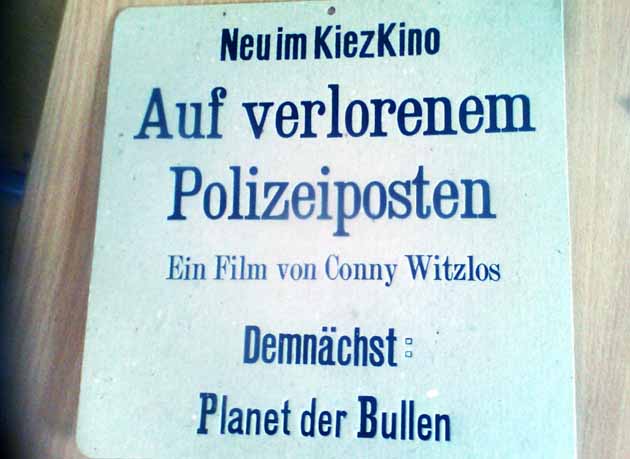 Neu im KiezKino
Auf verlorenem
Polizeiposten
Ein Film von Conny Witzlos
Demnächst:
Planet der Bullen